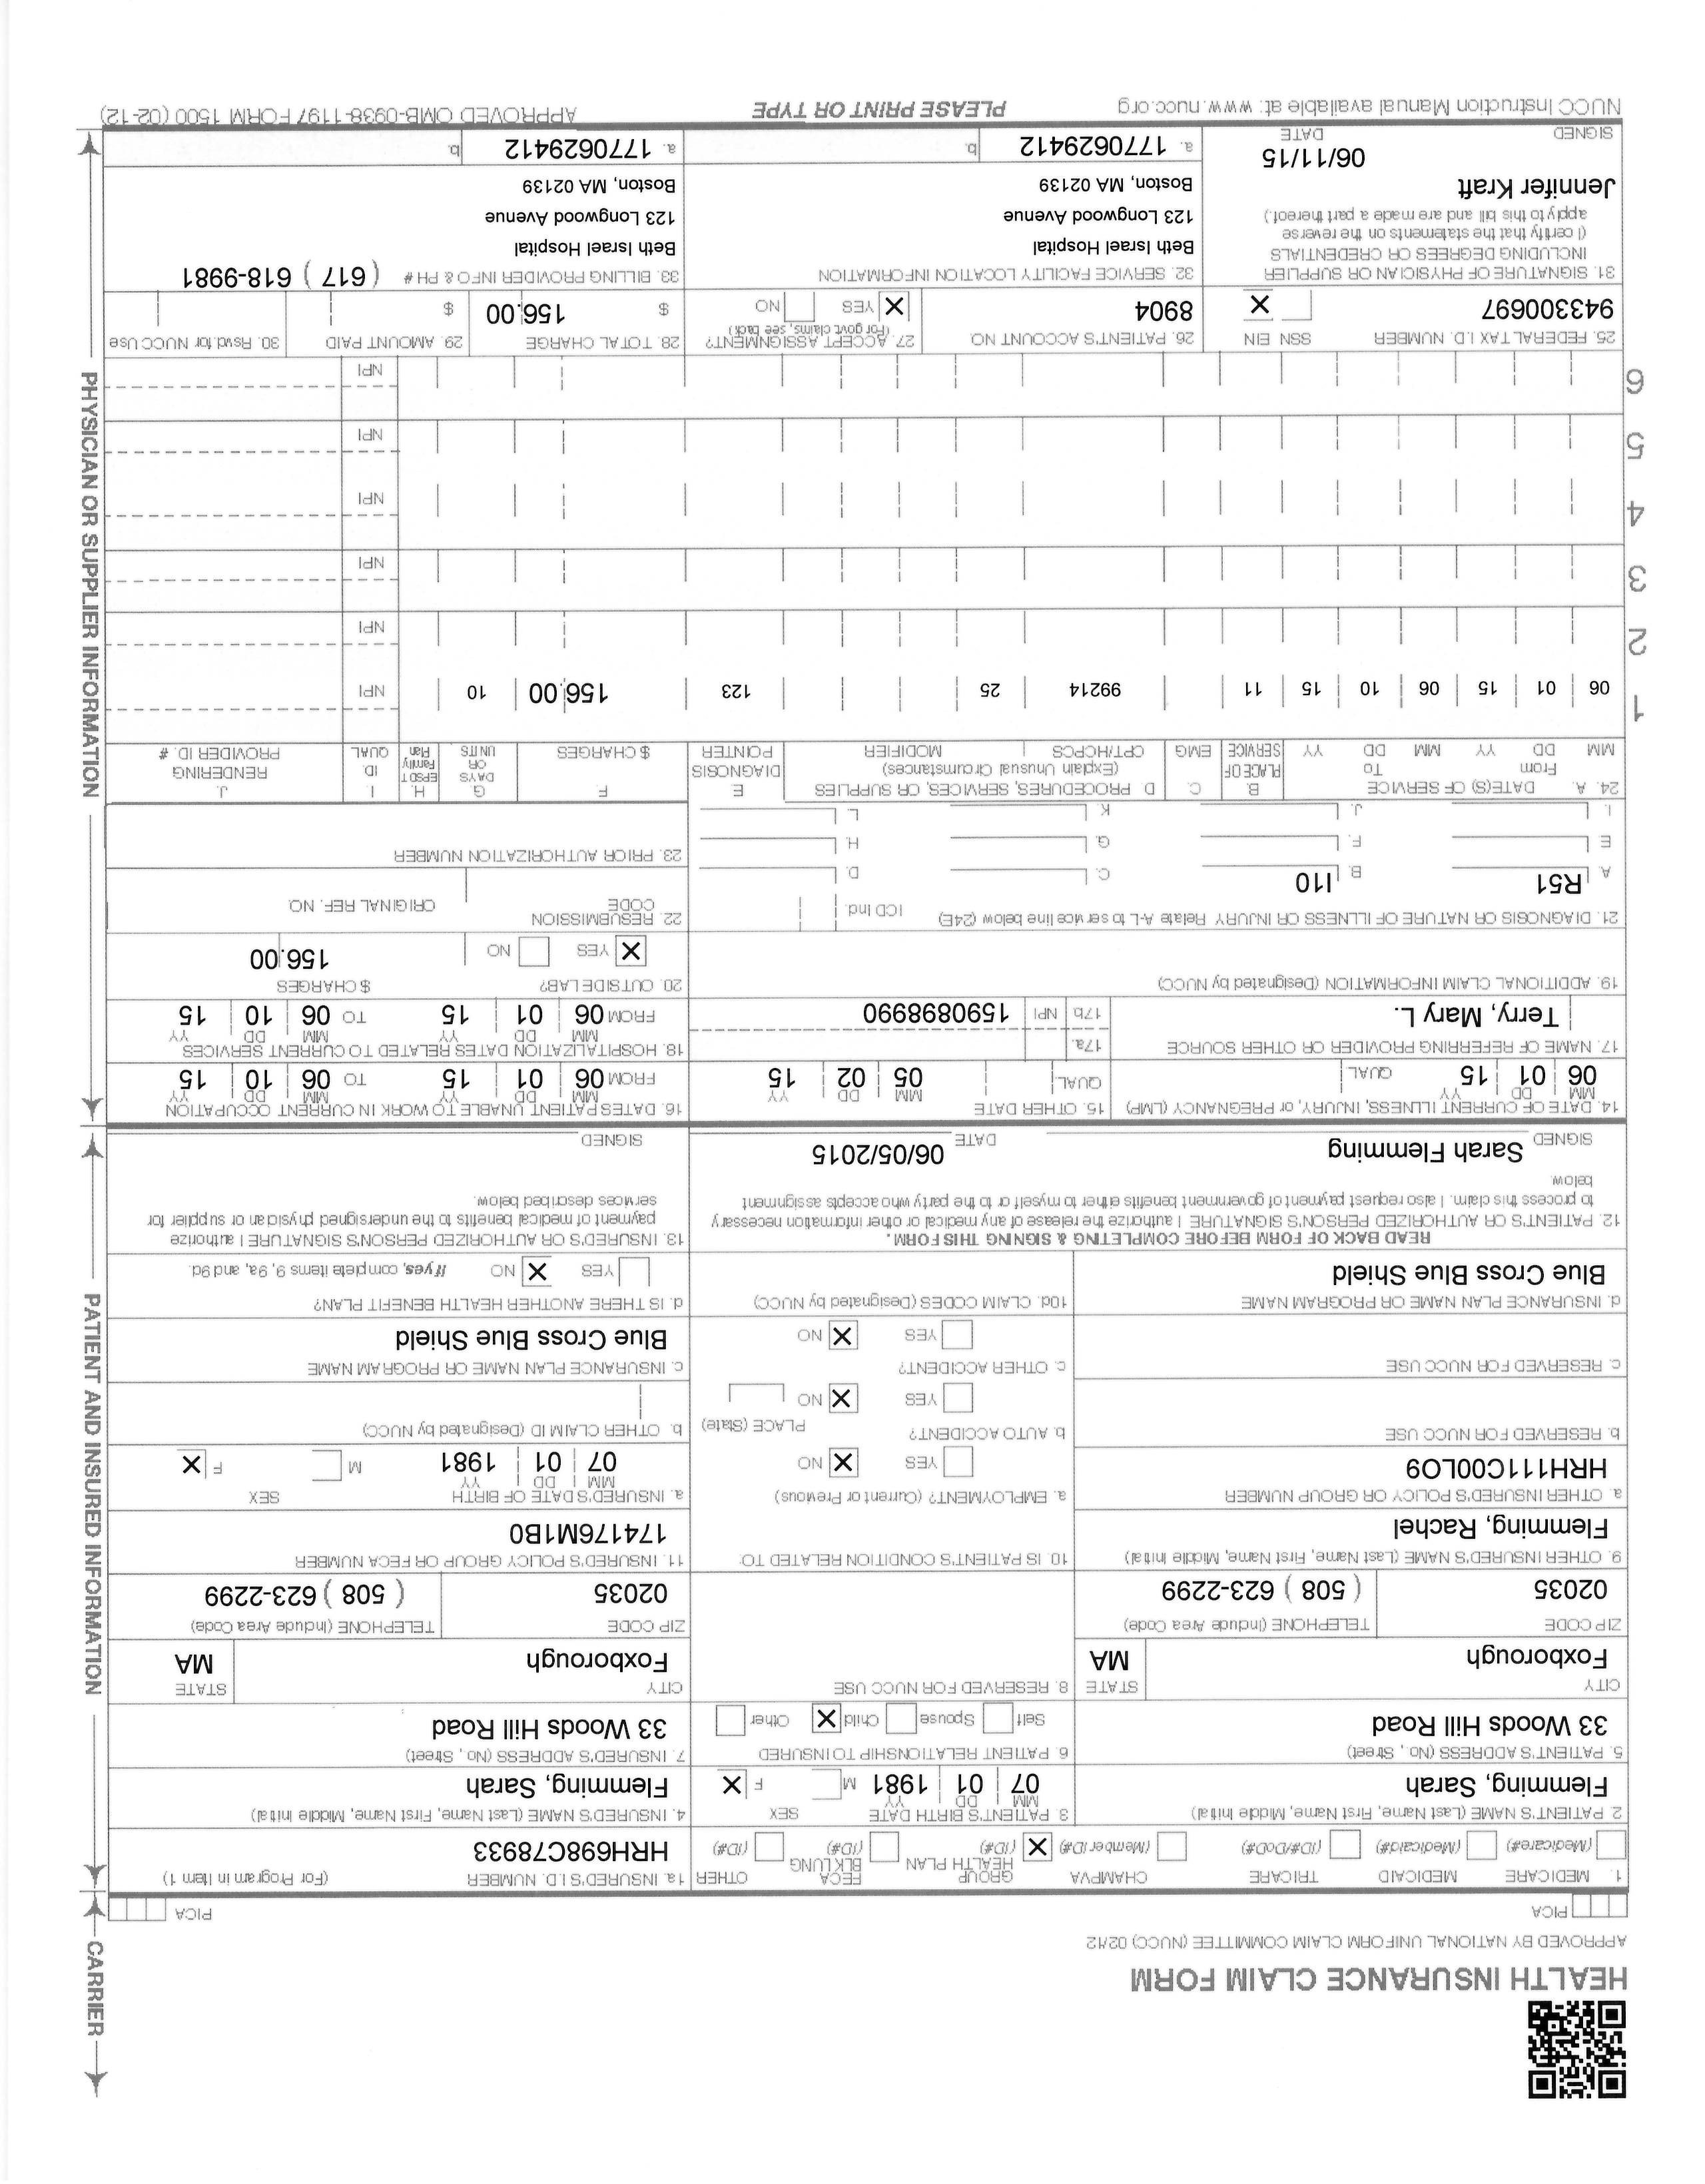 HEALTH INSURANCE CLAIM FORM
APPROVED BY NATIONAL UNIFORM CLAIM COMMITTEE (NUCC) 02/12
PICA PICA
CARRIER
1. MEDICARE MEDICAID TRICARE CHAMPVA GROUP HEALTH PLAN FECA BLK LUNG OTHER
(Medicare#) (Medicaid#) (ID#/DoD#) (Member ID#) X (ID#) (ID#) (ID#)
1a. INSURED'S I.D. NUMBER (For Program in Item 1)
HRH698C78933
2. PATIENT'S NAME (Last Name, First Name, Middle Initial)
Flemming, Sarah
3. PATIENT'S BIRTH DATE SEX
MM DD YY
07 01 1981 M F X
4. INSURED'S NAME (Last Name, First Name, Middle Initial)
Flemming, Sarah
5. PATIENT'S ADDRESS (No., Street)
33 Woods Hill Road
6. PATIENT RELATIONSHIP TO INSURED
Self Spouse Child X Other
7. INSURED'S ADDRESS (No., Street)
33 Woods Hill Road
CITY STATE
Foxborough MA
8. RESERVED FOR NUCC USE
CITY STATE
Foxborough MA
ZIP CODE TELEPHONE (Include Area Code)
02035 ( 508 ) 623-2299
ZIP CODE TELEPHONE (Include Area Code)
02035 ( 508 ) 623-2299
9. OTHER INSURED'S NAME (Last Name, First Name, Middle Initial)
Flemming, Rachel
10. IS PATIENT'S CONDITION RELATED TO:
11. INSURED'S POLICY GROUP OR FECA NUMBER
174176M1B0
a. OTHER INSURED'S POLICY OR GROUP NUMBER
HRH111C00LO9
a. EMPLOYMENT? (Current or Previous)
YES X NO
a. INSURED'S DATE OF BIRTH SEX
MM DD YY
07 01 1981 M F X
b. RESERVED FOR NUCC USE
b. AUTO ACCIDENT? PLACE (State)
YES X NO
b. OTHER CLAIM ID (Designated by NUCC)
c. RESERVED FOR NUCC USE
c. OTHER ACCIDENT?
YES X NO
c. INSURANCE PLAN NAME OR PROGRAM NAME
Blue Cross Blue Shield
d. INSURANCE PLAN NAME OR PROGRAM NAME
Blue Cross Blue Shield
10d. CLAIM CODES (Designated by NUCC)
d. IS THERE ANOTHER HEALTH BENEFIT PLAN?
YES X NO If yes, complete items 9, 9a, and 9d.
READ BACK OF FORM BEFORE COMPLETING & SIGNING THIS FORM.
12. PATIENT'S OR AUTHORIZED PERSON'S SIGNATURE I authorize the release of any medical or other information necessary
to process this claim. I also request payment of government benefits either to myself or to the party who accepts assignment
below.
SIGNED Sarah Flemming DATE 06/05/2015
13. INSURED'S OR AUTHORIZED PERSON'S SIGNATURE I authorize
payment of medical benefits to the undersigned physician or supplier for
services described below.
SIGNED
PATIENT AND INSURED INFORMATION
14. DATE OF CURRENT ILLNESS, INJURY, or PREGNANCY (LMP)
MM DD YY
06 01 15 QUAL.
15. OTHER DATE
QUAL. MM DD YY
05 02 15
16. DATES PATIENT UNABLE TO WORK IN CURRENT OCCUPATION
MM DD YY MM DD YY
FROM 06 01 15 TO 06 10 15
17. NAME OF REFERRING PROVIDER OR OTHER SOURCE
Terry, Mary L.
17a.
17b. NPI 159089899​0
18. HOSPITALIZATION DATES RELATED TO CURRENT SERVICES
MM DD YY MM DD YY
FROM 06 01 15 TO 06 10 15
19. ADDITIONAL CLAIM INFORMATION (Designated by NUCC)
20. OUTSIDE LAB? $ CHARGES
X YES NO 156.00
21. DIAGNOSIS OR NATURE OF ILLNESS OR INJURY Relate A-L to service line below (24E) ICD Ind.
A. R51 B. I10 C. D.
E. F. G. H.
I. J. K. L.
22. RESUBMISSION CODE ORIGINAL REF. NO.
23. PRIOR AUTHORIZATION NUMBER
24. A. DATE(S) OF SERVICE B. C. D. PROCEDURES, SERVICES, OR SUPPLIES E. F. G. H. I. J.
From To PLACE OF (Explain Unusual Circumstances) DIAGNOSIS DAYS OR EPSDT Family ID. RENDERING
MM DD YY MM DD YY SERVICE EMG CPT/HCPCS MODIFIER POINTER $ CHARGES UNITS Plan QUAL. PROVIDER ID. #
1 06 01 15 06 10 15 11 99214 25 123 156.00 10 NPI
2 NPI
3 NPI
4 NPI
5 NPI
6 NPI
25. FEDERAL TAX I.D. NUMBER SSN EIN
943300697 X
26. PATIENT'S ACCOUNT NO.
8904
27. ACCEPT ASSIGNMENT?
(For govt. claims, see back)
X YES NO
28. TOTAL CHARGE
$ 156.00
29. AMOUNT PAID
$
30. Rsvd for NUCC Use
31. SIGNATURE OF PHYSICIAN OR SUPPLIER
INCLUDING DEGREES OR CREDENTIALS
(I certify that the statements on the reverse
apply to this bill and are made a part thereof.)
Jennifer Kraft
06/11/15
SIGNED DATE
32. SERVICE FACILITY LOCATION INFORMATION
Beth Israel Hospital
123 Longwood Avenue
Boston, MA 02139
a. 1770629412 b.
33. BILLING PROVIDER INFO & PH # ( 617 ) 618-9981
Beth Israel Hospital
123 Longwood Avenue
Boston, MA 02139
a. 1770629412 b.
PHYSICIAN OR SUPPLIER INFORMATION
NUCC Instruction Manual available at: www.nucc.org PLEASE PRINT OR TYPE APPROVED OMB-0938-1197 FORM 1500 (02-12)